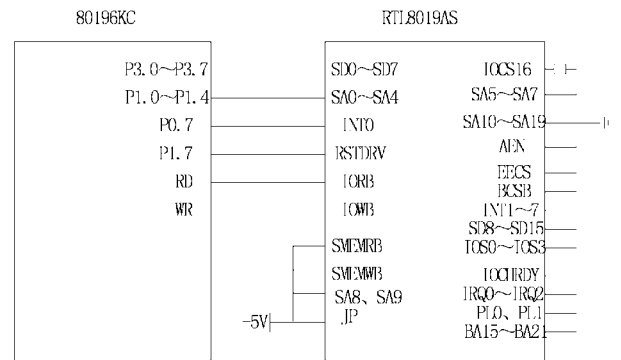 80196KC
RTL8019AS
P3.0～P3.7
P1.0～P1.4
P0.7
P1.7
RD
WR
SD0～SD7
SA0～SA4
INT0
RSTDRV
IORB
IOWB
SMEMRB
SMEMWB
SA8、SA9
JP
-5V
IOCS16
SA5～SA7
SA10～SA19
AEN
EECS
BCSB
INT1～7
SD8～SD15
IOS0～IOS3
IOCHRDY
IRQ0～IRQ2
PL0、PL1
BA15～BA21